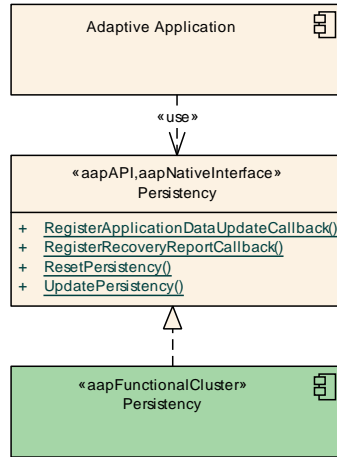 Adaptive Application
«use»
«aapAPI,aapNativeInterface»
Persistency
+ RegisterApplicationDataUpdateCallback()
+ RegisterRecoveryReportCallback()
+ ResetPersistency()
+ UpdatePersistency()
«aapFunctionalCluster»
Persistency